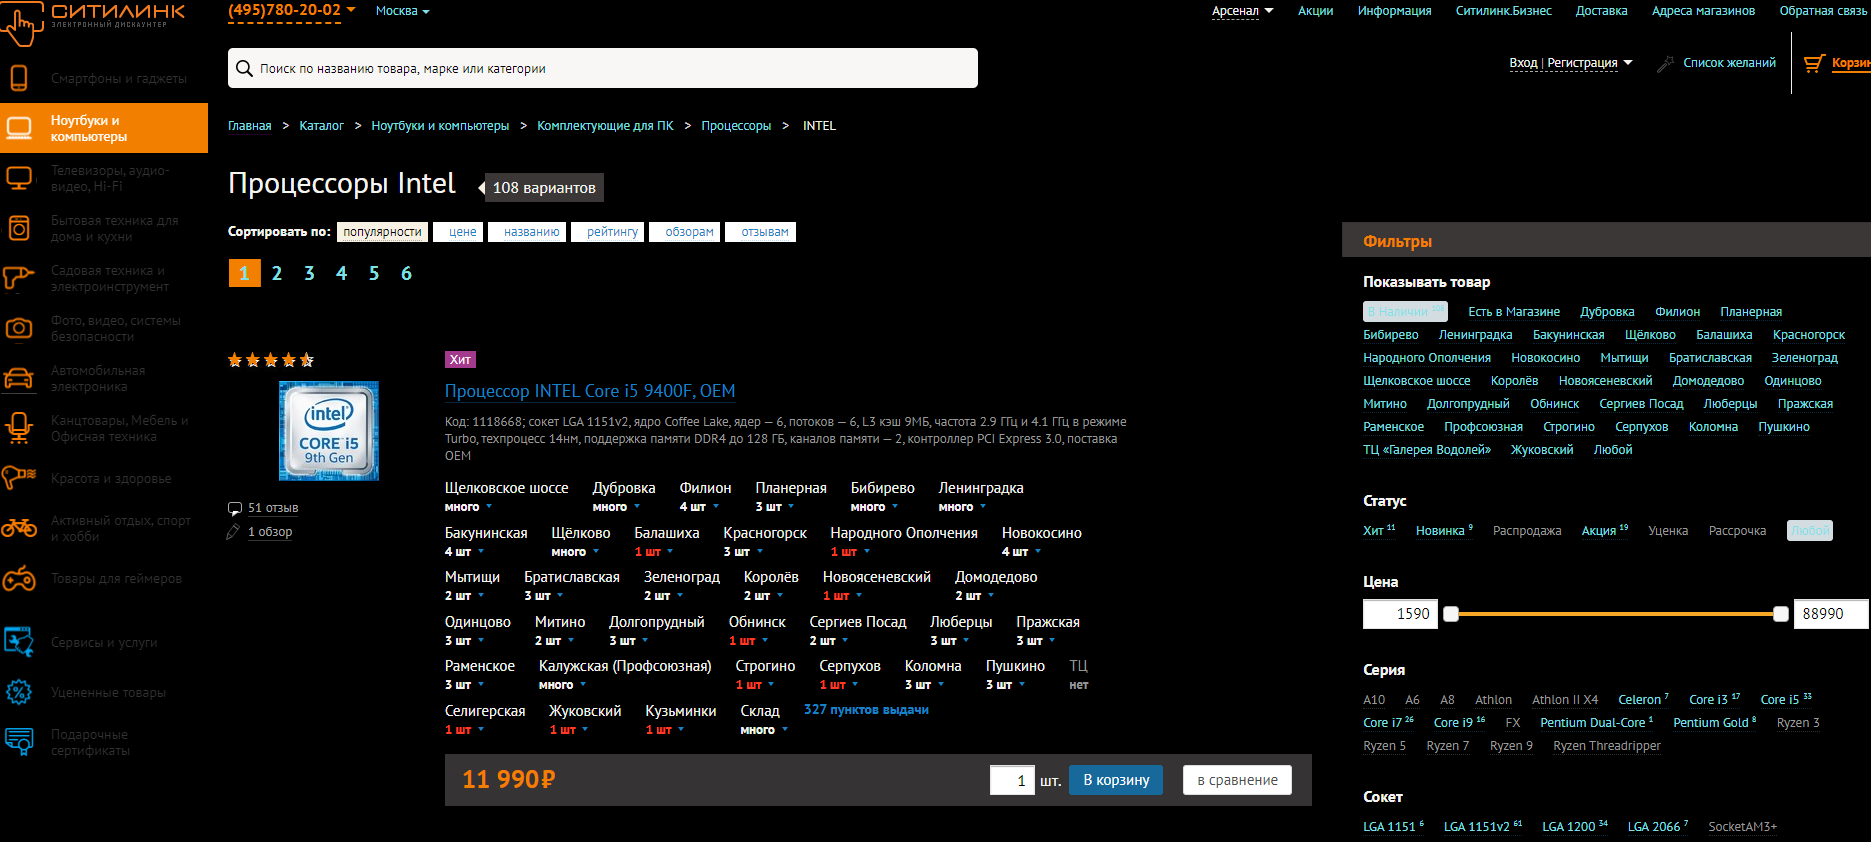 СИТИЛИНК
ЭЛЕКТРОННЫЙ ДИСКАУНТЕР
(495)780-20-02
Москва
Арсенал
Акции
Информация
Ситилинк.Бизнес
Доставка
Адреса магазинов
Обратная связь
Поиск по названию товара, марке или категории
Вход | Регистрация
Список желаний
Корзин
Смартфоны и гаджеты
Ноутбуки и
компьютеры
Телевизоры, аудио-
видео, Hi-Fi
Бытовая техника для
дома и кухни
Садовая техника и
электроинструмент
Фото, видео, системы
безопасности
Автомобильная
электроника
Канцтовары, Мебель и
Офисная техника
Красота и здоровье
Активный отдых, спорт
и хобби
Товары для геймеров
Сервисы и услуги
Уцененные товары
Подарочные
сертификаты
Главная > Каталог > Ноутбуки и компьютеры > Комплектующие для ПК > Процессоры > INTEL
Процессоры Intel
108 вариантов
Сортировать по: популярности цене названию рейтингу обзорам отзывам
1 2 3 4 5 6
intel
CORE i5
9th Gen
51 отзыв
1 обзор
Хит
Процессор INTEL Core i5 9400F, OEM
Код: 1118668; сокет LGA 1151v2, ядро Coffee Lake, ядер — 6, потоков — 6, L3 кэш 9МБ, частота 2.9 ГГц и 4.1 ГГц в режиме
Turbo, техпроцесс 14нм, поддержка памяти DDR4 до 128 ГБ, каналов памяти — 2, контроллер PCI Express 3.0, поставка
OEM
Щелковское шоссе Дубровка Филион Планерная Бибирево Ленинградка
много много 4 шт 3 шт много много
Бакунинская Щёлково Балашиха Красногорск Народного Ополчения Новокосино
4 шт много 1 шт 3 шт 1 шт 4 шт
Мытищи Братиславская Зеленоград Королёв Новоясеневский Домодедово
2 шт 3 шт 2 шт 2 шт 1 шт 2 шт
Одинцово Митино Долгопрудный Обнинск Сергиев Посад Люберцы Пражская
3 шт 2 шт 3 шт 1 шт 2 шт 3 шт 3 шт
Раменское Калужская (Профсоюзная) Строгино Серпухов Коломна Пушкино ТЦ
3 шт много 1 шт 1 шт 3 шт 3 шт нет
Селигерская Жуковский Кузьминки Склад 327 пунктов выдачи
1 шт 1 шт 1 шт много
11 990₽
1 шт. В корзину в сравнение
Фильтры
Показывать товар
В Наличии 108 Есть в Магазине Дубровка Филион Планерная
Бибирево Ленинградка Бакунинская Щёлково Балашиха Красногорск
Народного Ополчения Новокосино Мытищи Братиславская Зеленоград
Щелковское шоссе Королёв Новоясеневский Домодедово Одинцово
Митино Долгопрудный Обнинск Сергиев Посад Люберцы Пражская
Раменское Профсоюзная Строгино Серпухов Коломна Пушкино
ТЦ «Галерея Водолей» Жуковский Любой
Статус
Хит 11 Новинка 9 Распродажа Акция 19 Уценка Рассрочка Любой
Цена
1590 88990
Серия
A10 A6 A8 Athlon Athlon II X4 Celeron 7 Core i3 17 Core i5 33
Core i7 26 Core i9 16 FX Pentium Dual-Core 1 Pentium Gold 8 Ryzen 3
Ryzen 5 Ryzen 7 Ryzen 9 Ryzen Threadripper
Сокет
LGA 1151 6 LGA 1151v2 61 LGA 1200 34 LGA 2066 7 SocketAM3+